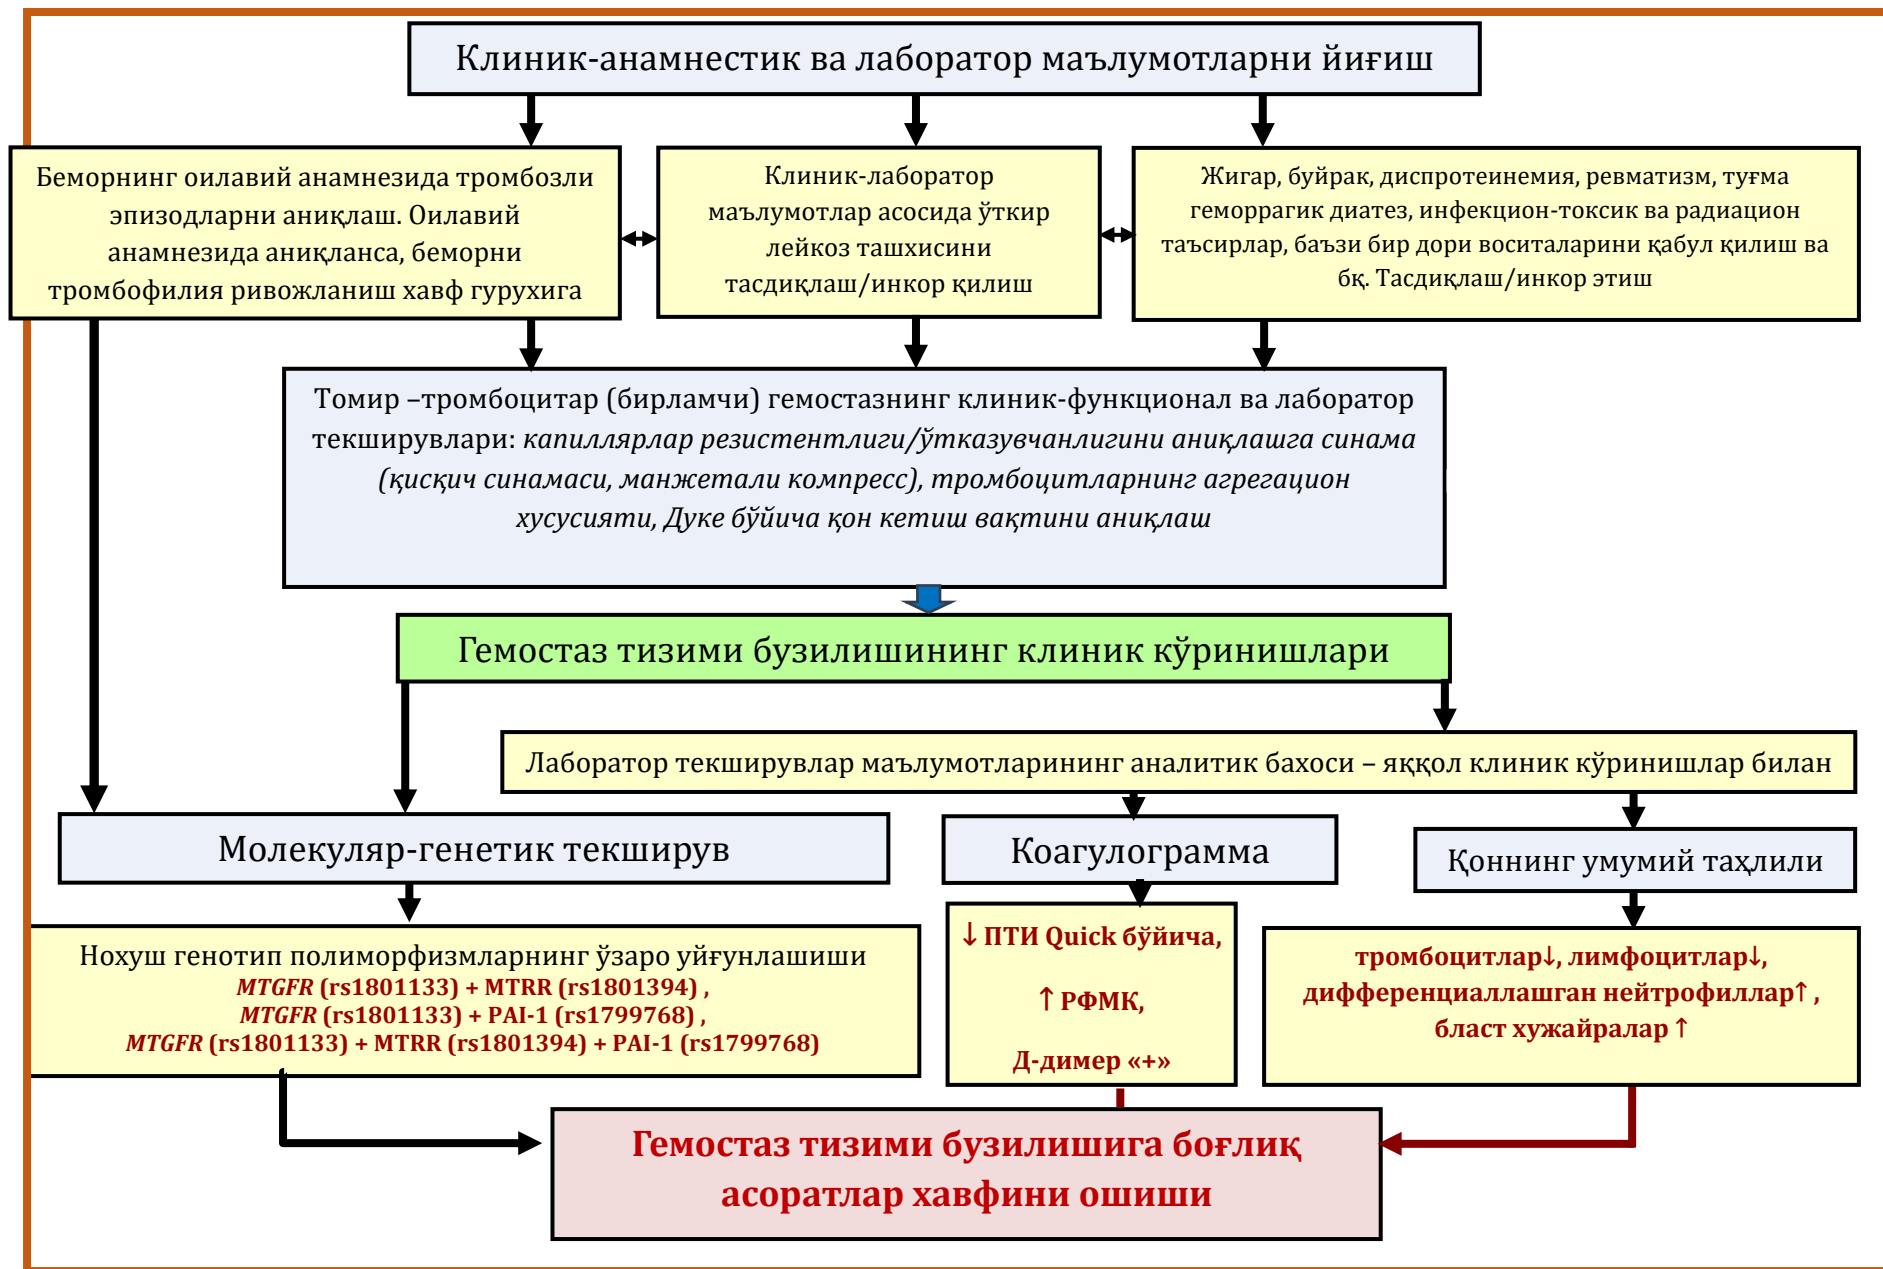 Клиник-анамнестик ва лаборатор маълумотларни йиғиш
Беморнинг оилавий анамнезида тромбозли
эпизодларни аниқлаш. Оилавий
анамнезида аниқланса, беморни
тромбофилия ривожланиш хавф гурухига
Клиник-лаборатор
маълумотлар асосида ўткир
лейкоз ташхисини
тасдиқлаш/инкор қилиш
Жигар, буйрак, диспротеинемия, ревматизм, туғма
геморрагик диатез, инфекцион-токсик ва радиацион
таъсирлар, баъзи бир дори воситаларини қабул қилиш ва
бқ. Тасдиқлаш/инкор этиш
Томир –тромбоцитар (бирламчи) гемостазнинг клиник-функционал ва лаборатор
текширувлари: капиллярлар резистентлиги/ўтказувчанлигини аниқлашга синама
(қисқич синамаси, манжетали компресс), тромбоцитларнинг агрегацион
хусусияти, Дуке бўйича қон кетиш вақтини аниқлаш
Гемостаз тизими бузилишининг клиник кўринишлари
Лаборатор текширувлар маълумотларининг аналитик бахоси – яққол клиник кўринишлар билан
Молекуляр-генетик текширув
Коагулограмма
Қоннинг умумий таҳлили
Нохуш генотип полиморфизмларнинг ўзаро уйғунлашиши
MTGFR (rs1801133) + MTRR (rs1801394) ,
MTGFR (rs1801133) + PAI-1 (rs1799768) ,
MTGFR (rs1801133) + MTRR (rs1801394) + PAI-1 (rs1799768)
↓ПТИ Quick бўйича,
↑РФМК,
Д-димер «+»
тромбоцитлар↓, лимфоцитлар↓,
дифференциаллашган нейтрофиллар↑ ,
бласт хужайралар ↑
Гемостаз тизими бузилишига боғлиқ
асоратлар хавфини ошиши